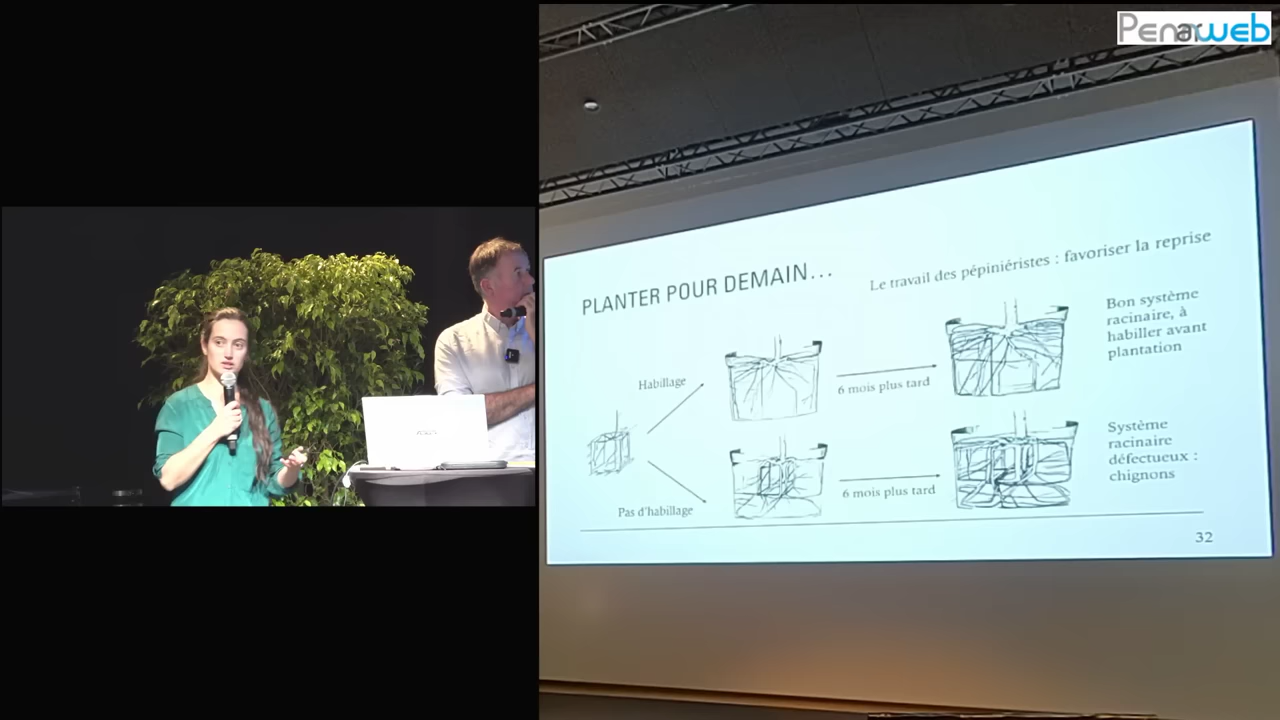 Penarweb
PLANTER POUR DEMAIN...
Le travail des pépiniéristes : favoriser la reprise
Habillage
6 mois plus tard
Bon système
racinaire, à
habiller avant
plantation
Pas d'habillage
6 mois plus tard
Système
racinaire
défectueux :
chignons
32